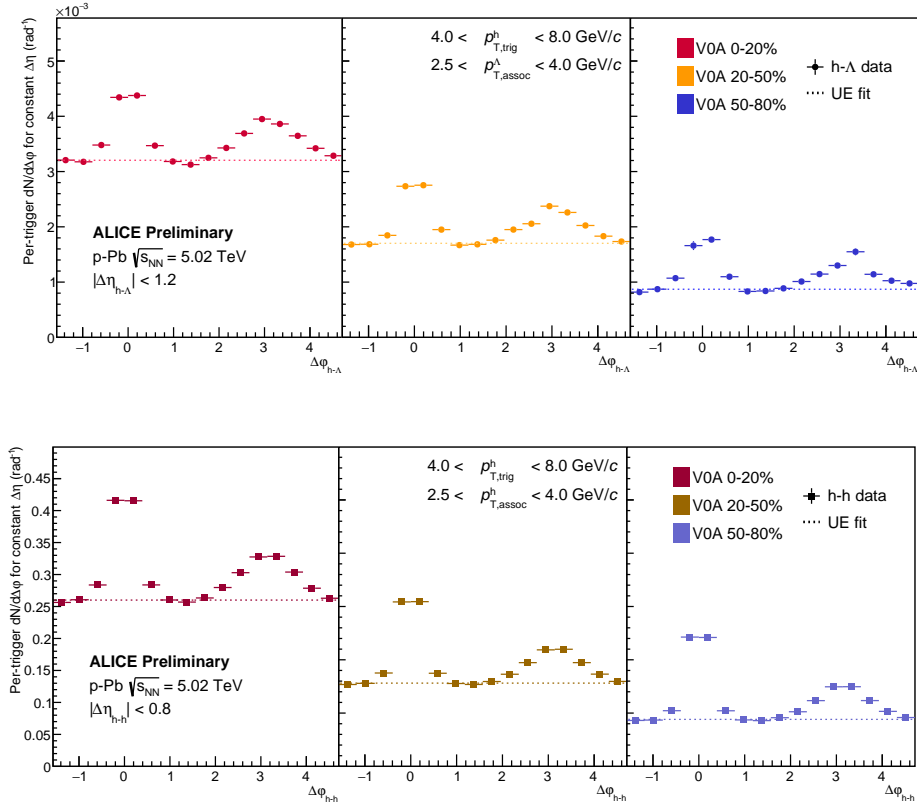 ×10⁻³
Per-trigger dN/dΔφ for constant Δη (rad⁻¹)
6
5
4
3
2
1
0
4.0 < p^h_T,trig < 8.0 GeV/c
2.5 < p^Λ_T,assoc < 4.0 GeV/c
V0A 0-20%
V0A 20-50%
V0A 50-80%
h-Λ data
UE fit
ALICE Preliminary
p-Pb √s_NN = 5.02 TeV
|Δη_h-Λ| < 1.2
−1 0 1 2 3 4
−1 0 1 2 3 4
−1 0 1 2 3 4
Δφ_h-Λ
Δφ_h-Λ
Δφ_h-Λ
Per-trigger dN/dΔφ for constant Δη (rad⁻¹)
0.45
0.4
0.35
0.3
0.25
0.2
0.15
0.1
0.05
0
4.0 < p^h_T,trig < 8.0 GeV/c
2.5 < p^h_T,assoc < 4.0 GeV/c
V0A 0-20%
V0A 20-50%
V0A 50-80%
h-h data
UE fit
ALICE Preliminary
p-Pb √s_NN = 5.02 TeV
|Δη_h-h| < 0.8
−1 0 1 2 3 4
−1 0 1 2 3 4
−1 0 1 2 3 4
Δφ_h-h
Δφ_h-h
Δφ_h-h